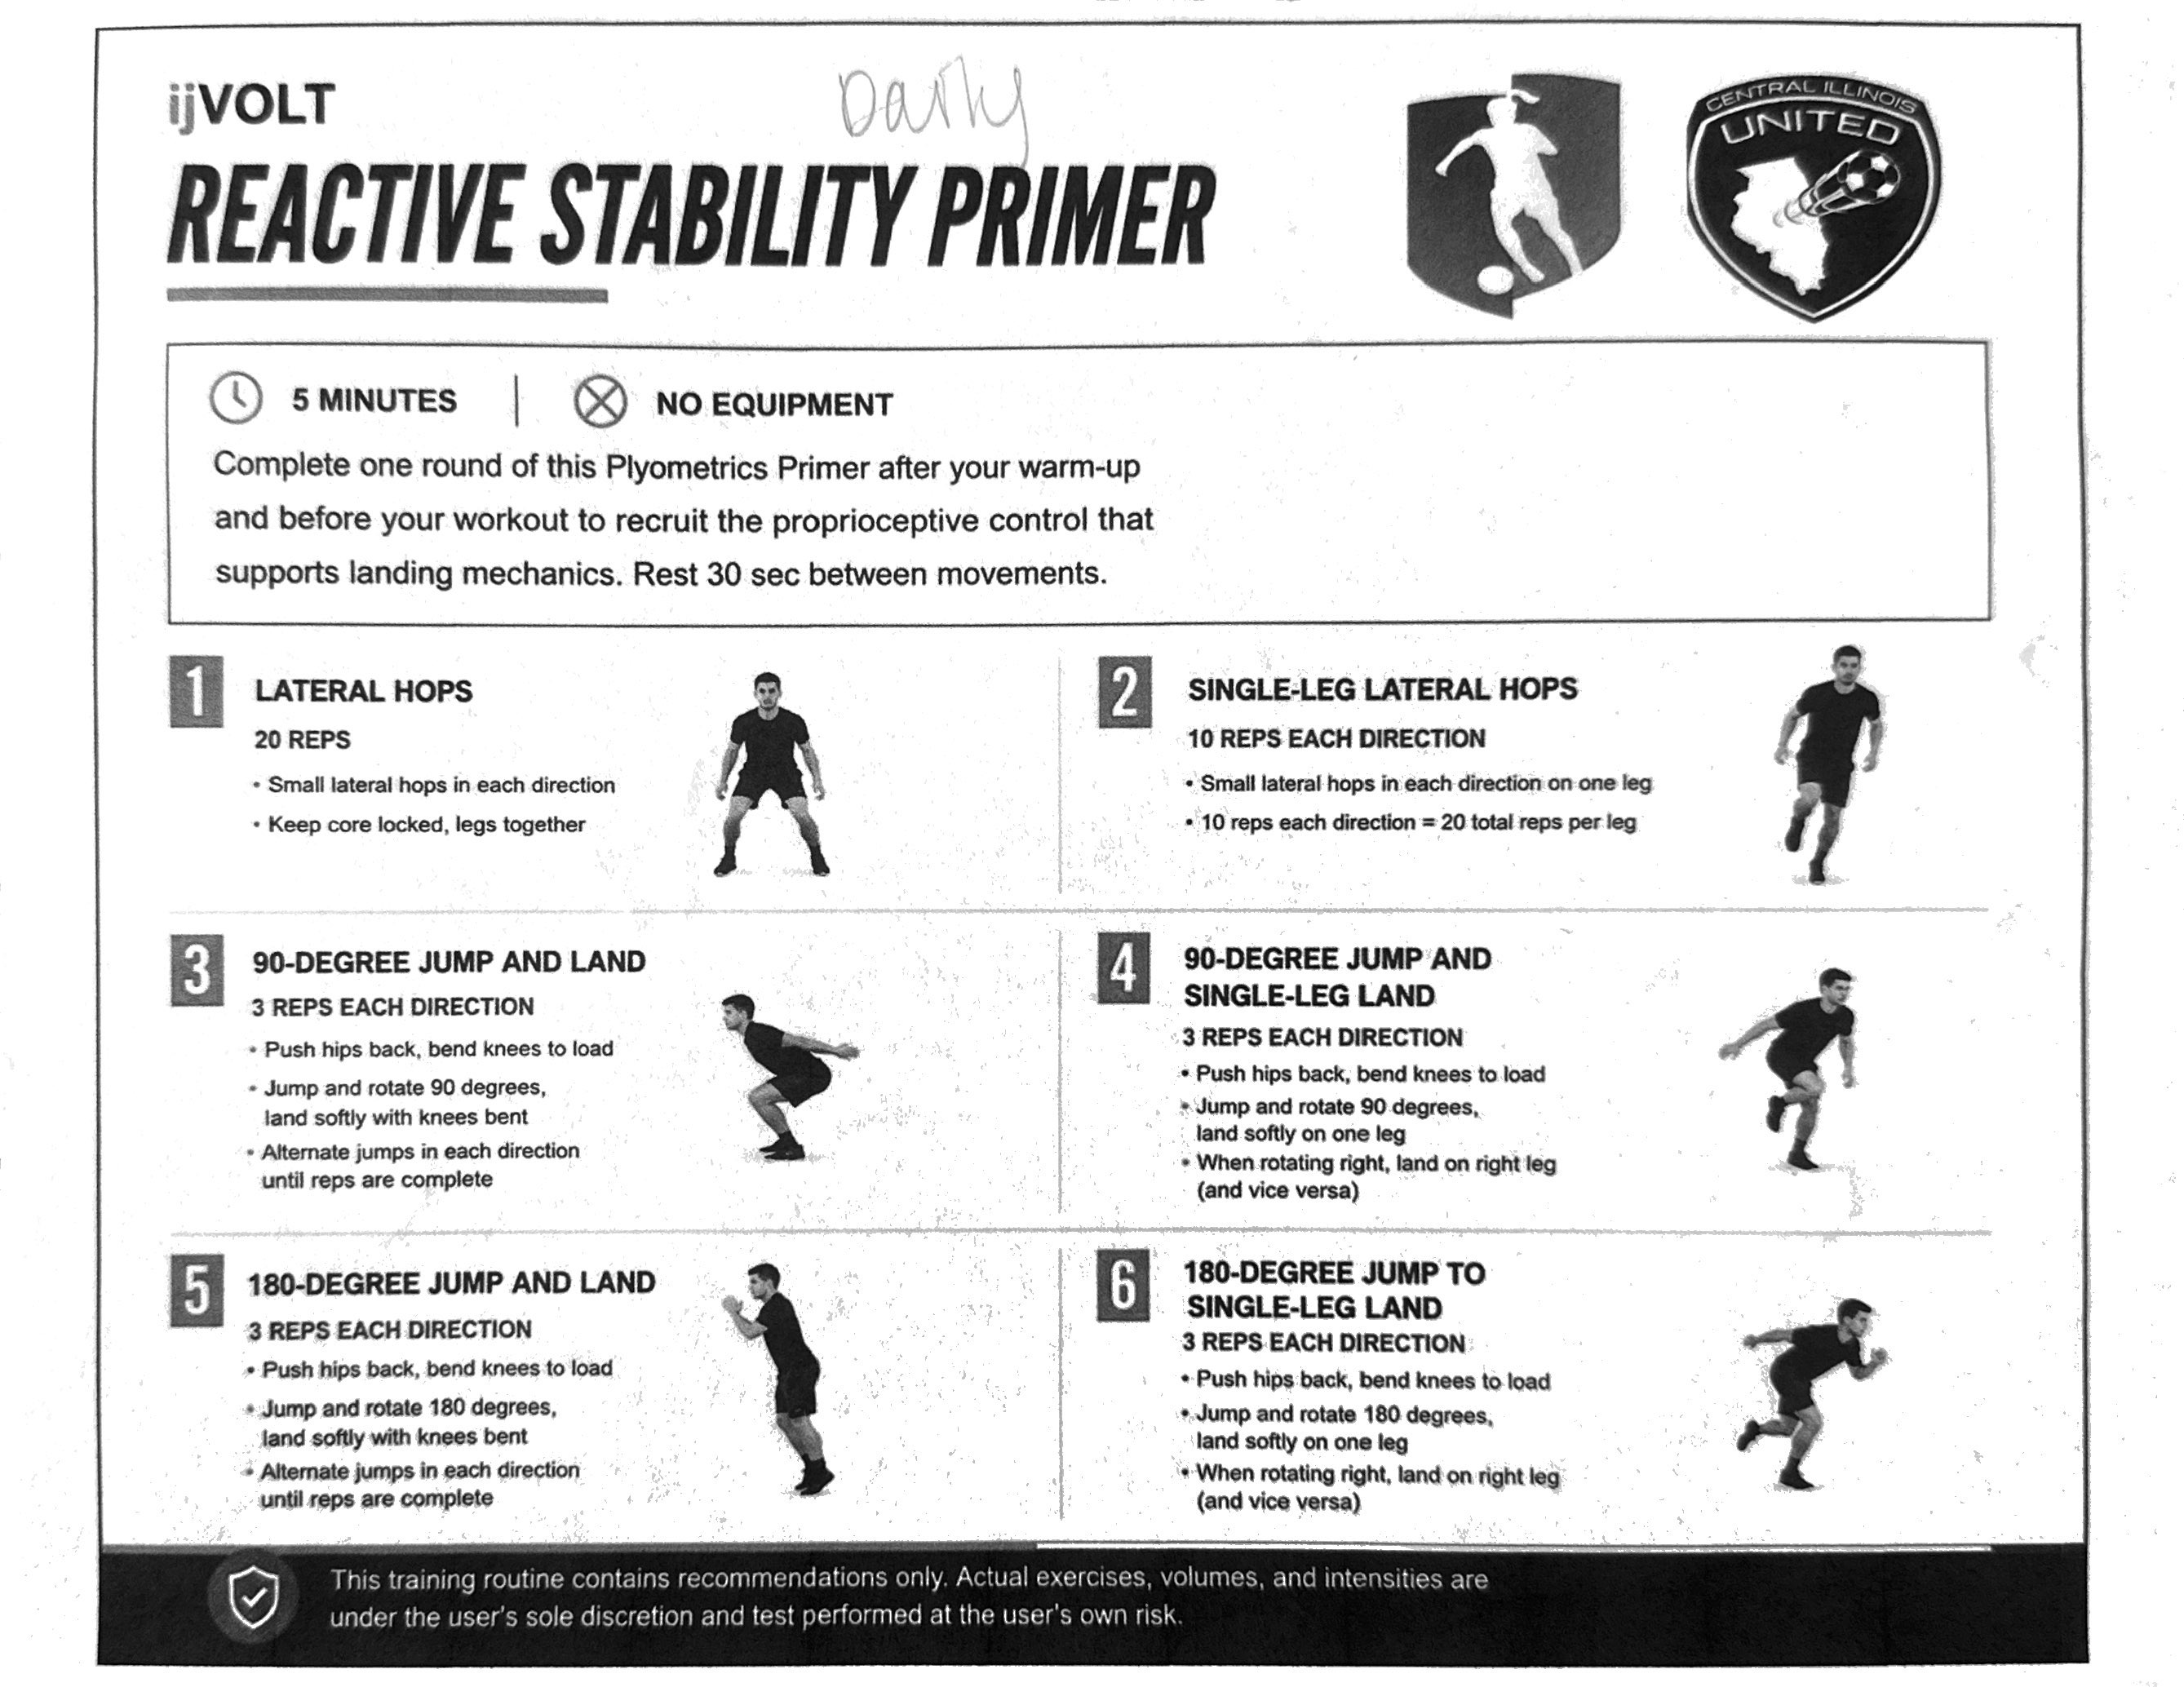 Daily
ijVOLT
REACTIVE STABILITY PRIMER
CENTRAL ILLINOIS
UNITED
5 MINUTES | NO EQUIPMENT
Complete one round of this Plyometrics Primer after your warm-up
and before your workout to recruit the proprioceptive control that
supports landing mechanics. Rest 30 sec between movements.
1 LATERAL HOPS
20 REPS
• Small lateral hops in each direction
• Keep core locked, legs together
2 SINGLE-LEG LATERAL HOPS
10 REPS EACH DIRECTION
• Small lateral hops in each direction on one leg
• 10 reps each direction = 20 total reps per leg
3 90-DEGREE JUMP AND LAND
3 REPS EACH DIRECTION
• Push hips back, bend knees to load
• Jump and rotate 90 degrees,
land softly with knees bent
• Alternate jumps in each direction
until reps are complete
4 90-DEGREE JUMP AND
SINGLE-LEG LAND
3 REPS EACH DIRECTION
• Push hips back, bend knees to load
• Jump and rotate 90 degrees,
land softly on one leg
• When rotating right, land on right leg
(and vice versa)
5 180-DEGREE JUMP AND LAND
3 REPS EACH DIRECTION
• Push hips back, bend knees to load
• Jump and rotate 180 degrees,
land softly with knees bent
• Alternate jumps in each direction
until reps are complete
6 180-DEGREE JUMP TO
SINGLE-LEG LAND
3 REPS EACH DIRECTION
• Push hips back, bend knees to load
• Jump and rotate 180 degrees,
land softly on one leg
• When rotating right, land on right leg
(and vice versa)
This training routine contains recommendations only. Actual exercises, volumes, and intensities are
under the user's sole discretion and test performed at the user's own risk.